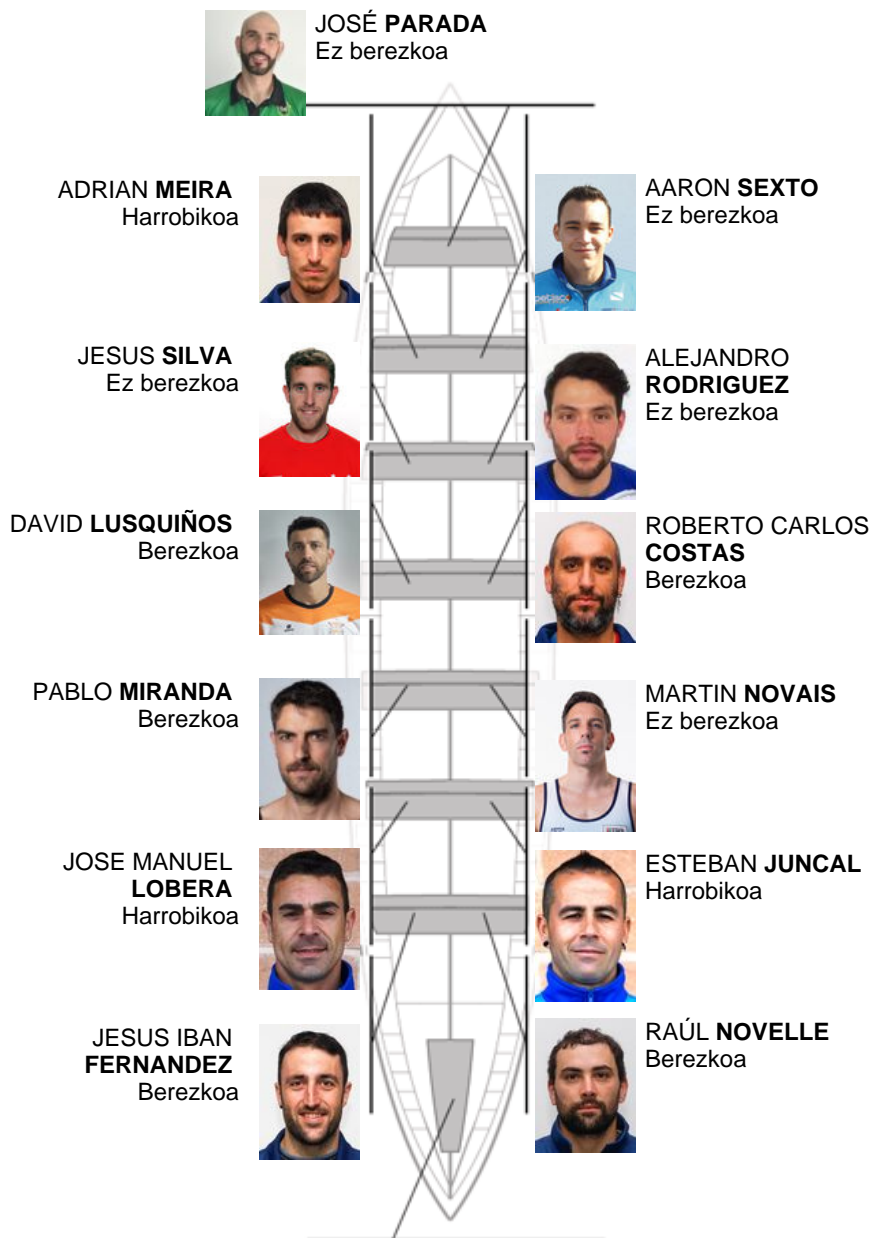 JOSÉ PARADA
Ez berezkoa
ADRIAN MEIRA
Harrobikoa
AARON SEXTO
Ez berezkoa
JESUS SILVA
Ez berezkoa
ALEJANDRO
RODRIGUEZ
Ez berezkoa
DAVID LUSQUIÑOS
Berezkoa
ROBERTO CARLOS
COSTAS
Berezkoa
PABLO MIRANDA
Berezkoa
MARTIN NOVAIS
Ez berezkoa
JOSE MANUEL
LOBERA
Harrobikoa
ESTEBAN JUNCAL
Harrobikoa
JESUS IBAN
FERNANDEZ
Berezkoa
RAÚL NOVELLE
Berezkoa